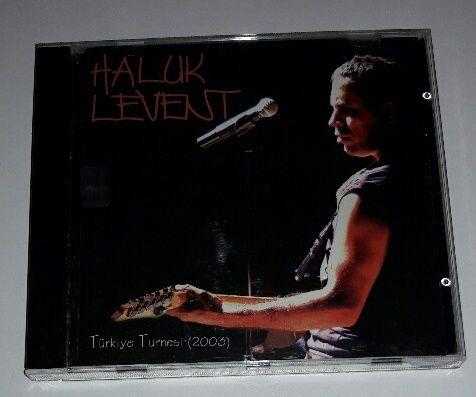 HALUK
LEVENT
Türkiye Turnesi (2003)